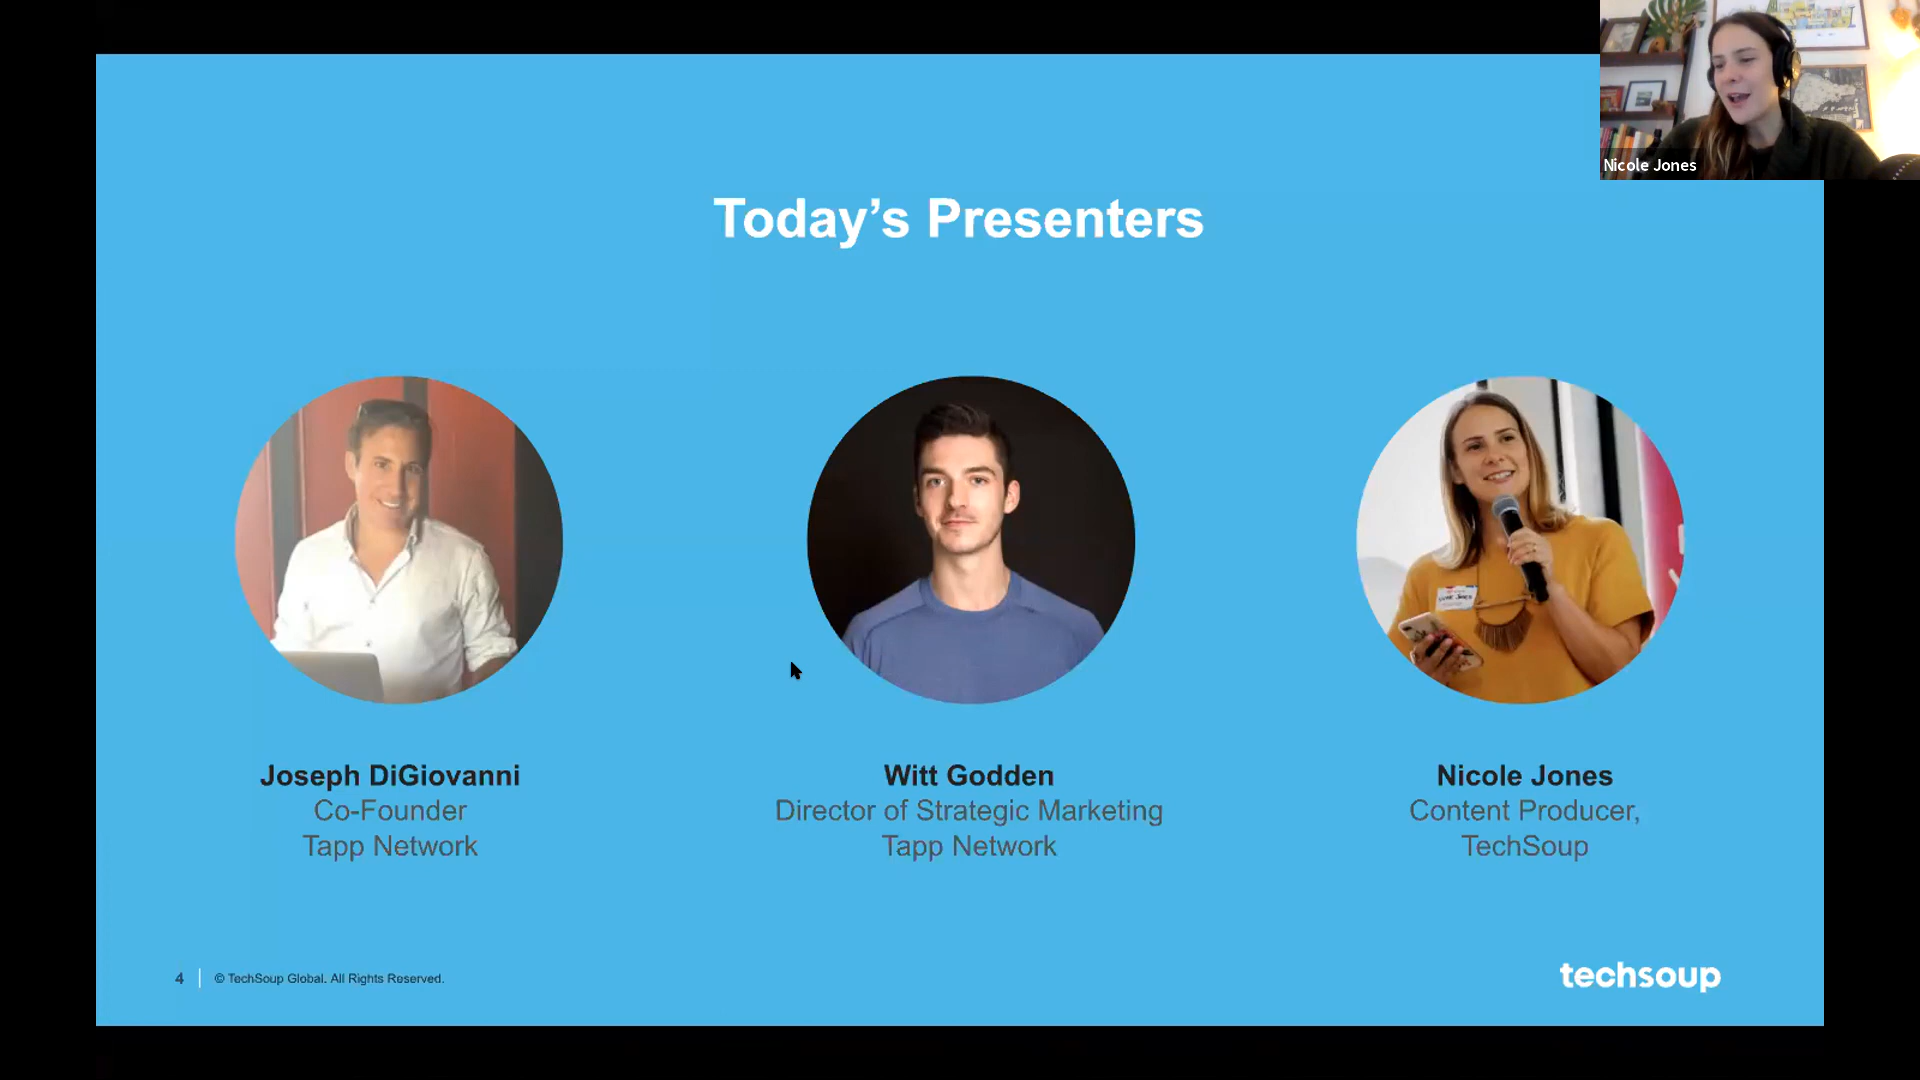 Nicole Jones
Today’s Presenters
Joseph DiGiovanni
Co-Founder
Tapp Network
Witt Godden
Director of Strategic Marketing
Tapp Network
Nicole Jones
Content Producer,
TechSoup
4
© TechSoup Global. All Rights Reserved.
techsoup